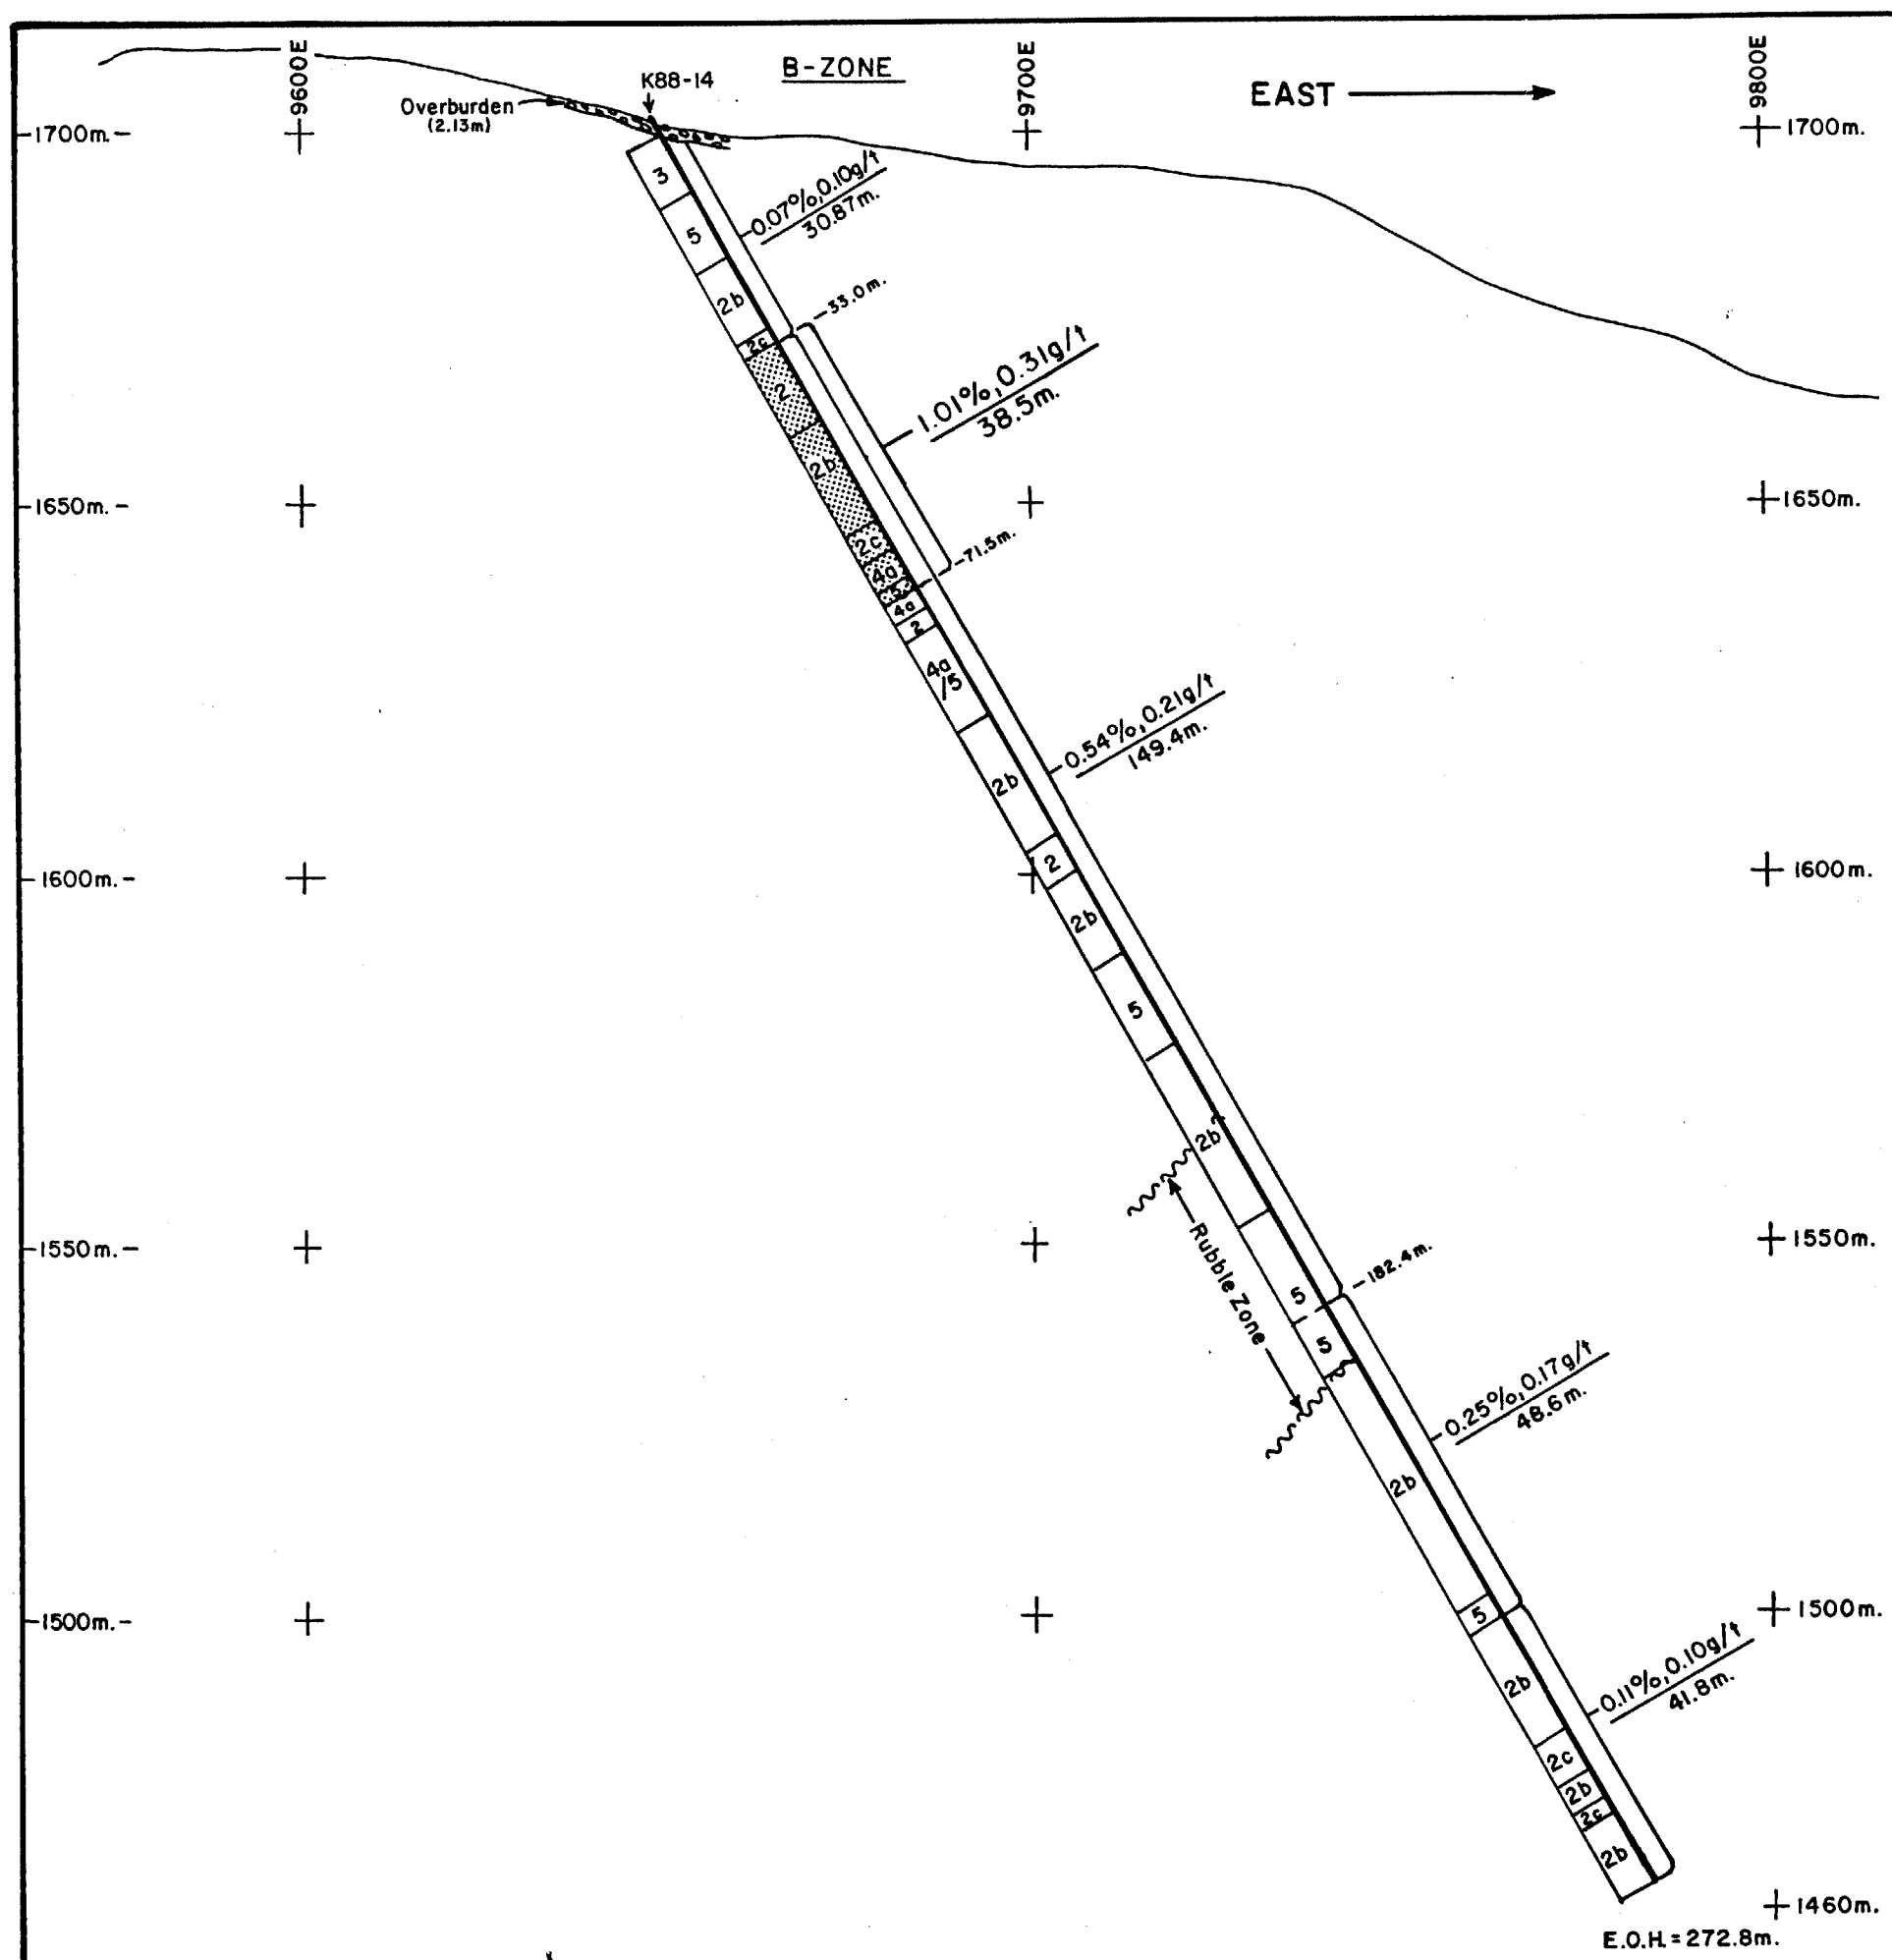 9600E
B-ZONE
9700E
EAST
9800E
K88-14
Overburden
(2.13m)
1700m.-
1700m.
3
0.07%,0.10g/t
30.87m.
5
2b
-33.0m.
2c
2
1.01%,0.31g/t
38.5m.
2b
1650m.-
1650m.
2c
-71.5m.
4a
5
4a
2
4a
/5
0.54%,0.21g/t
149.4m.
2b
2
1600m.-
1600m.
2b
5
2b
Rubble Zone
1550m.-
1550m.
-182.4m.
5
5
0.25%,0.17g/t
48.6m.
2b
1500m.-
1500m.
5
0.11%,0.10g/t
41.8m.
2b
2c
2b
2c
2b
1460m.
E.O.H.=272.8m.